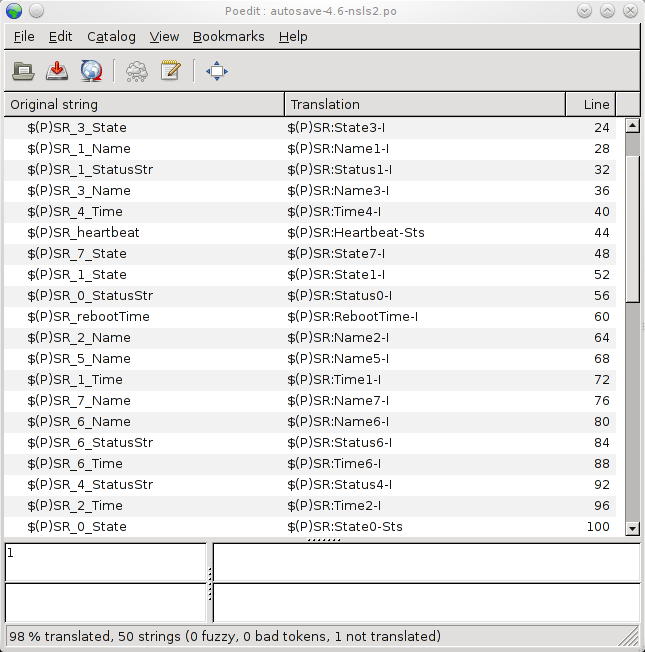 Poedit : autosave-4.6-nsls2.po
File Edit Catalog View Bookmarks Help
Original string Translation Line
$(P)SR_3_State $(P)SR:State3-I 24
$(P)SR_1_Name $(P)SR:Name1-I 28
$(P)SR_1_StatusStr $(P)SR:Status1-I 32
$(P)SR_3_Name $(P)SR:Name3-I 36
$(P)SR_4_Time $(P)SR:Time4-I 40
$(P)SR_heartbeat $(P)SR:Heartbeat-Sts 44
$(P)SR_7_State $(P)SR:State7-I 48
$(P)SR_1_State $(P)SR:State1-I 52
$(P)SR_0_StatusStr $(P)SR:Status0-I 56
$(P)SR_rebootTime $(P)SR:RebootTime-I 60
$(P)SR_2_Name $(P)SR:Name2-I 64
$(P)SR_5_Name $(P)SR:Name5-I 68
$(P)SR_1_Time $(P)SR:Time1-I 72
$(P)SR_7_Name $(P)SR:Name7-I 76
$(P)SR_6_Name $(P)SR:Name6-I 80
$(P)SR_6_StatusStr $(P)SR:Status6-I 84
$(P)SR_6_Time $(P)SR:Time6-I 88
$(P)SR_4_StatusStr $(P)SR:Status4-I 92
$(P)SR_2_Time $(P)SR:Time2-I 96
$(P)SR_0_State $(P)SR:State0-Sts 100
1
98 % translated, 50 strings (0 fuzzy, 0 bad tokens, 1 not translated)